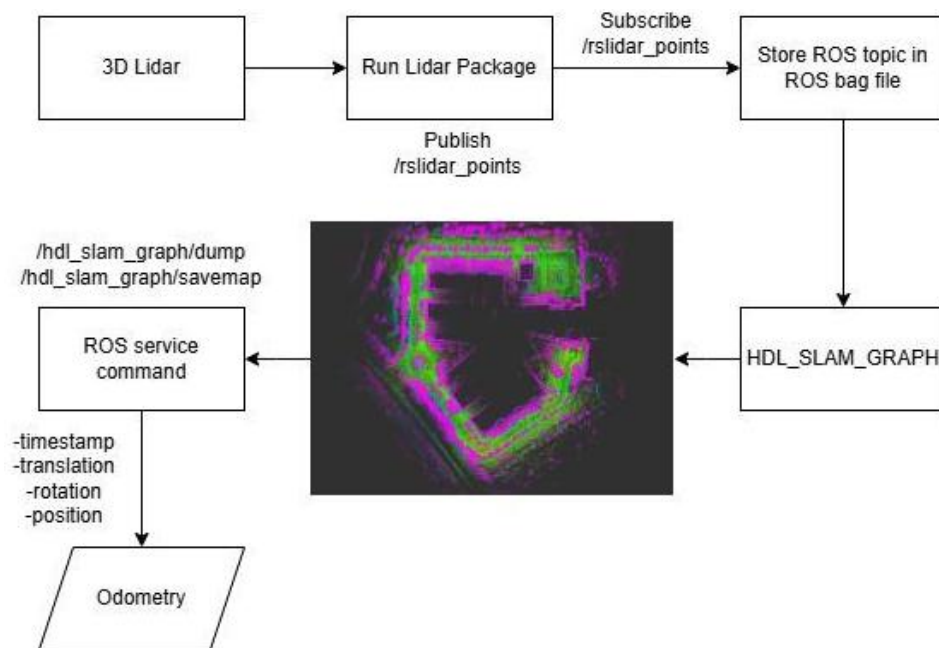 3D Lidar
Run Lidar Package
Subscribe
/rslidar_points
Store ROS topic in
ROS bag file
Publish
/rslidar_points
/hdl_slam_graph/dump
/hdl_slam_graph/savemap
ROS service
command
HDL_SLAM_GRAPH
-timestamp
-translation
-rotation
-position
Odometry